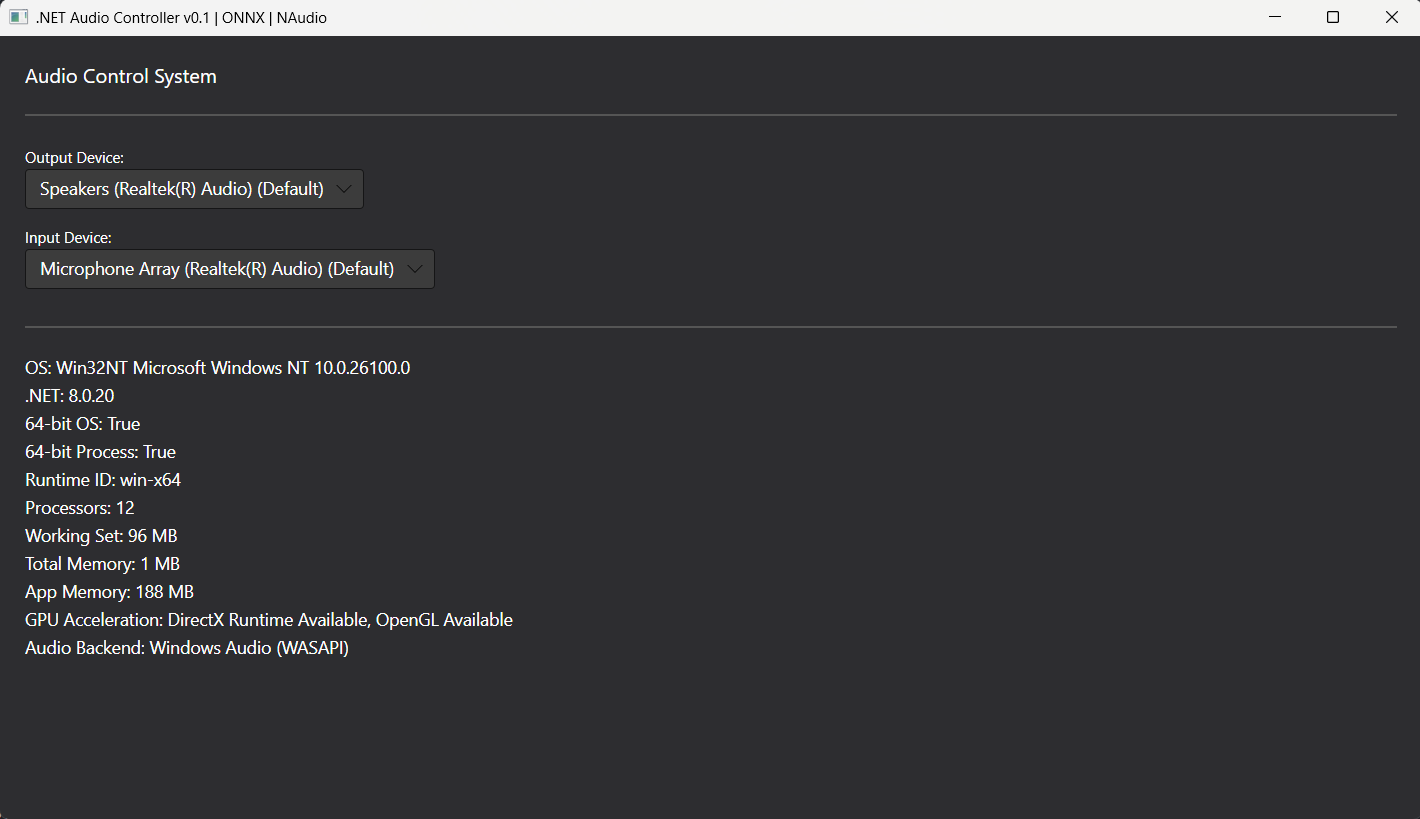 .NET Audio Controller v0.1 | ONNX | NAudio
Audio Control System
Output Device:
Speakers (Realtek(R) Audio) (Default)
Input Device:
Microphone Array (Realtek(R) Audio) (Default)
OS: Win32NT Microsoft Windows NT 10.0.26100.0
.NET: 8.0.20
64-bit OS: True
64-bit Process: True
Runtime ID: win-x64
Processors: 12
Working Set: 96 MB
Total Memory: 1 MB
App Memory: 188 MB
GPU Acceleration: DirectX Runtime Available, OpenGL Available
Audio Backend: Windows Audio (WASAPI)